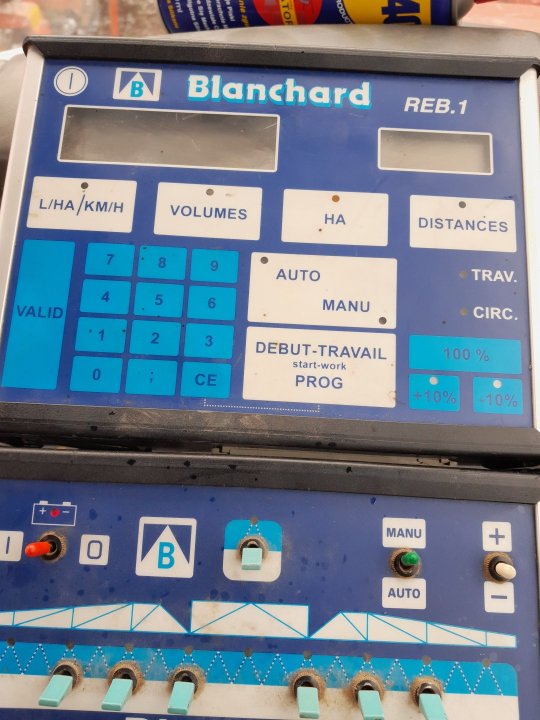 40
Blanchard
B
REB.1
L/HA/KM/H
VOLUMES
HA
DISTANCES
7 8 9
AUTO
MANU
TRAV.
VALID
4 5 6
CIRC.
1 2 3
DEBUT-TRAVAIL
start-work
PROG
100 %
0 CE
+10%
-10%
+ -
I
O
B
MANU
AUTO
+
−